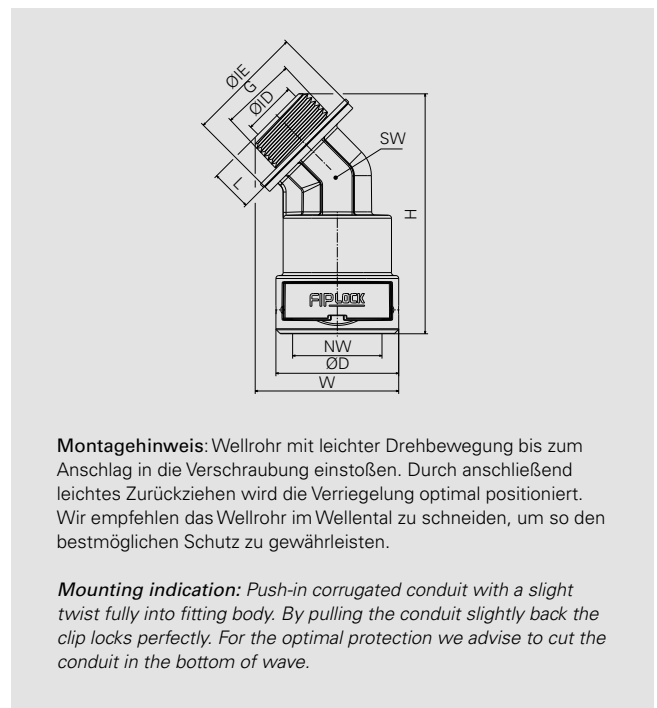 ØIE
G
ØID
L
SW
H
FIPLOCK
NW
ØD
W
Montagehinweis: Wellrohr mit leichter Drehbewegung bis zum
Anschlag in die Verschraubung einstoßen. Durch anschließend
leichtes Zurückziehen wird die Verriegelung optimal positioniert.
Wir empfehlen das Wellrohr im Wellental zu schneiden, um so den
bestmöglichen Schutz zu gewährleisten.
Mounting indication: Push-in corrugated conduit with a slight
twist fully into fitting body. By pulling the conduit slightly back the
clip locks perfectly. For the optimal protection we advise to cut the
conduit in the bottom of wave.